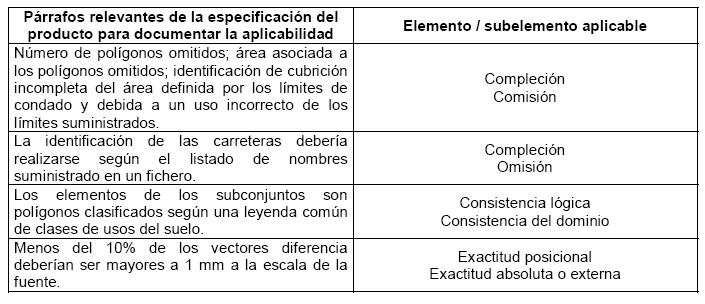 Párrafos relevantes de la especificación del
producto para documentar la aplicabilidad
Elemento / subelemento aplicable
Número de polígonos omitidos; área asociada a
los polígonos omitidos; identificación de cubrición
incompleta del área definida por los límites de
condado y debida a un uso incorrecto de los
límites suministrados.
Compleción
Comisión
La identificación de las carreteras debería
realizarse según el listado de nombres
suministrado en un fichero.
Compleción
Omisión
Los elementos de los subconjuntos son
polígonos clasificados según una leyenda común
de clases de usos del suelo.
Consistencia lógica
Consistencia del dominio
Menos del 10% de los vectores diferencia
deberían ser mayores a 1 mm a la escala de la
fuente.
Exactitud posicional
Exactitud absoluta o externa